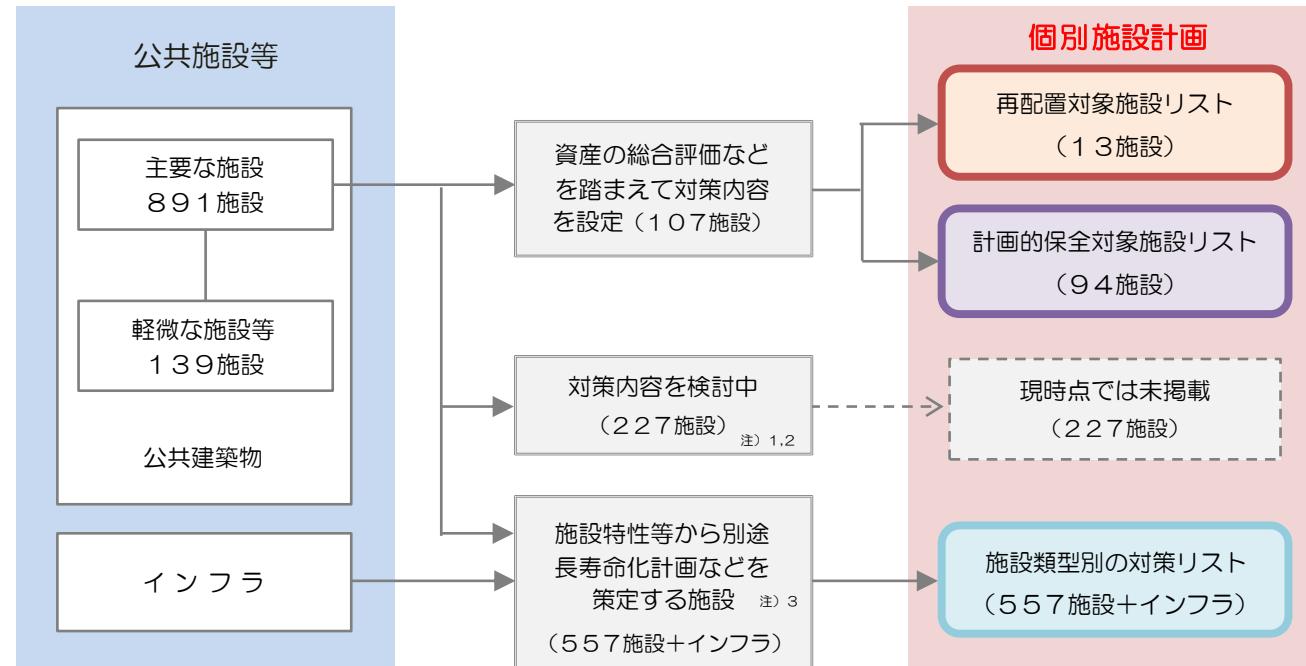 公共施設等
主要な施設
８９１施設
軽微な施設等
１３９施設
公共建築物
インフラ
資産の総合評価など
を踏まえて対策内容
を設定（１０７施設）
対策内容を検討中
（２２７施設）
注）1,2
施設特性等から別途
長寿命化計画などを
策定する施設 注）3
（５５７施設＋インフラ）
個別施設計画
再配置対象施設リスト
（１３施設）
計画的保全対象施設リスト
（９４施設）
現時点では未掲載
（２２７施設）
施設類型別の対策リスト
（５５７施設＋インフラ）